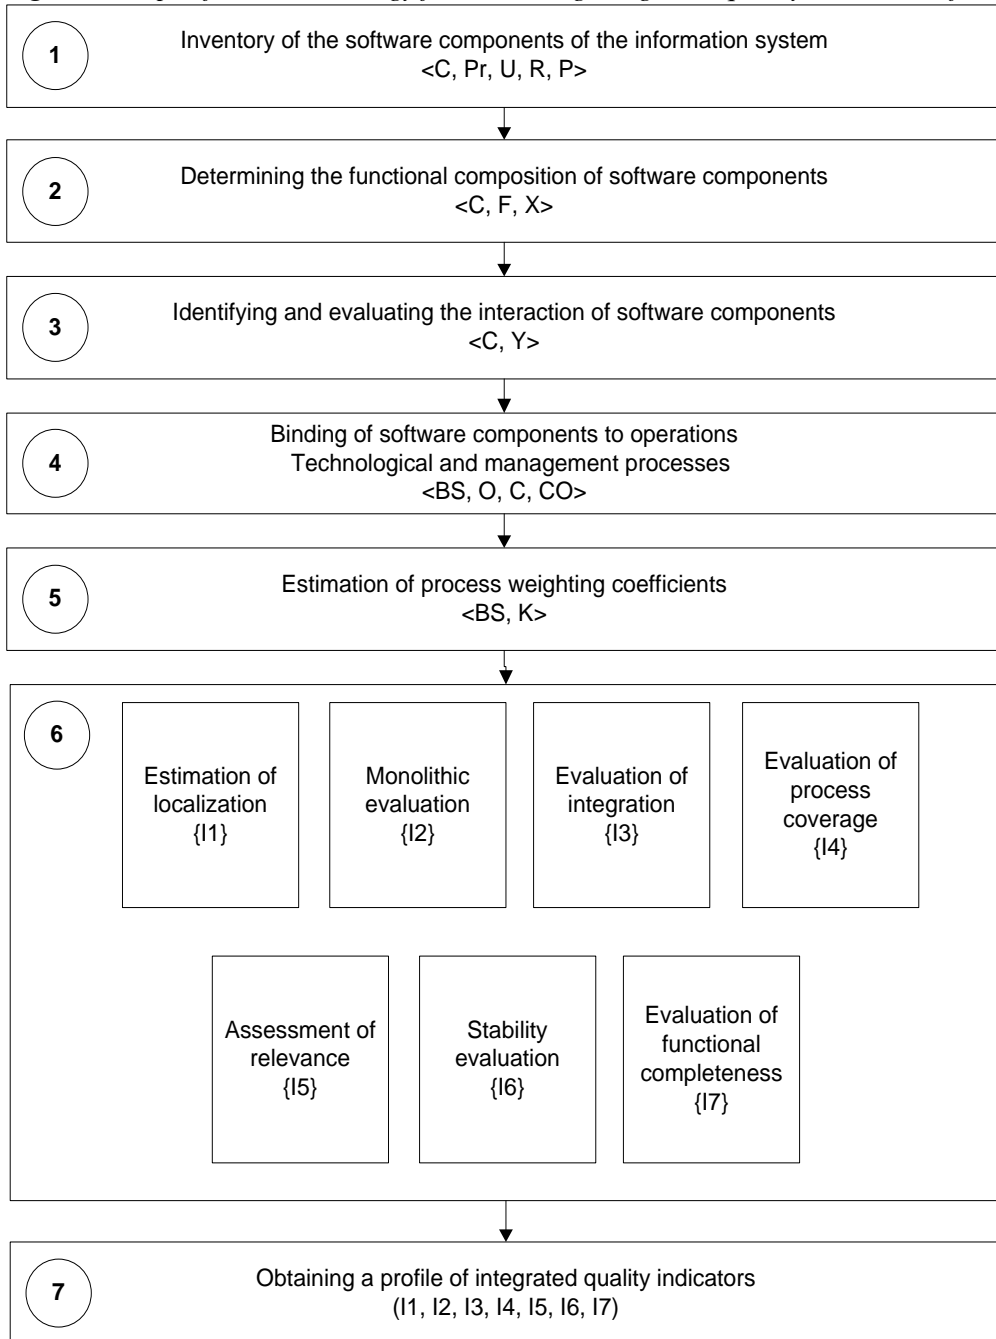 1
Inventory of the software components of the information system
<C, Pr, U, R, P>
2
Determining the functional composition of software components
<C, F, X>
3
Identifying and evaluating the interaction of software components
<C, Y>
4
Binding of software components to operations
Technological and management processes
<BS, O, C, CO>
5
Estimation of process weighting coefficients
<BS, K>
6
Estimation of
localization
{I1}
Monolithic
evaluation
{I2}
Evaluation of
integration
{I3}
Evaluation of
process
coverage
{I4}
Assessment of
relevance
{I5}
Stability
evaluation
{I6}
Evaluation of
functional
completeness
{I7}
7
Obtaining a profile of integrated quality indicators
(I1, I2, I3, I4, I5, I6, I7)